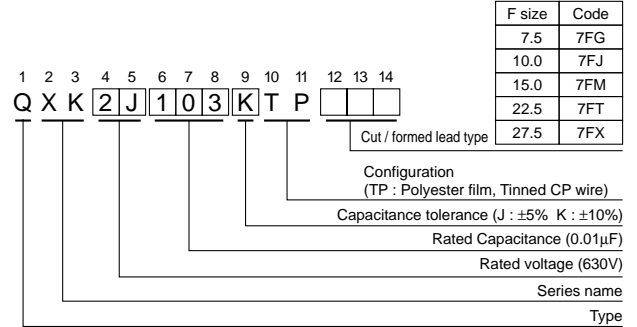 F size Code
7.5 7FG
10.0 7FJ
15.0 7FM
22.5 7FT
27.5 7FX
1 2 3 4 5 6 7 8 9 10 11 12 13 14
Q X K 2 J 1 0 3 K T P
Cut / formed lead type
Configuration
(TP : Polyester film, Tinned CP wire)
Capacitance tolerance (J : ±5% K : ±10%)
Rated Capacitance (0.01μF)
Rated voltage (630V)
Series name
Type